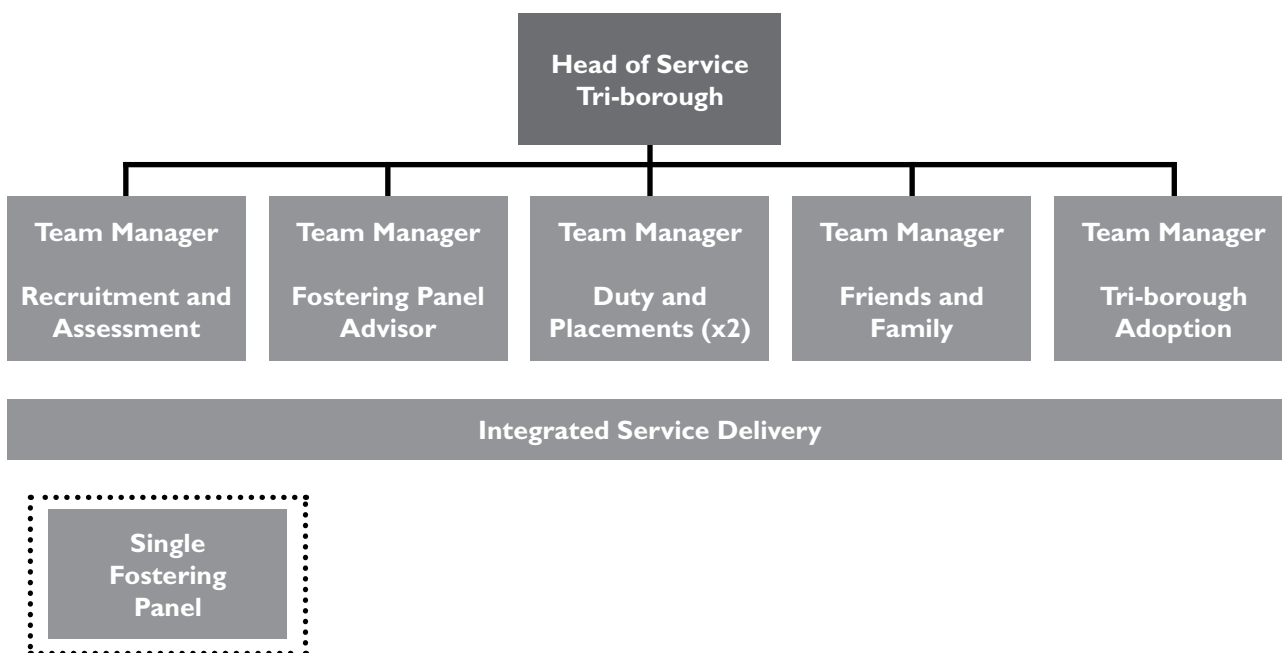 Head of Service
Tri-borough
Team Manager
Recruitment and
Assessment
Team Manager
Fostering Panel
Advisor
Team Manager
Duty and
Placements (x2)
Team Manager
Friends and
Family
Team Manager
Tri-borough
Adoption
Integrated Service Delivery
Single
Fostering
Panel